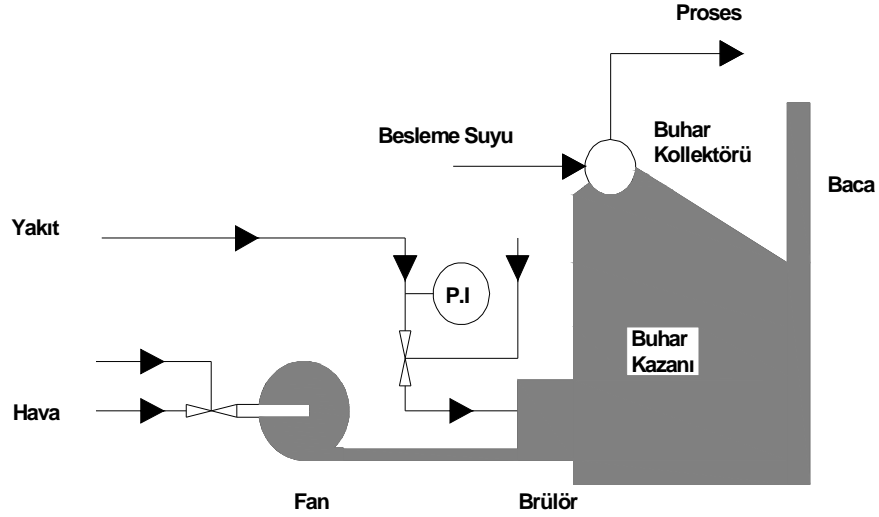 Proses
Besleme Suyu
Buhar
Kollektörü
Baca
Yakıt
P.I
Buhar
Kazanı
Hava
Fan
Brülör